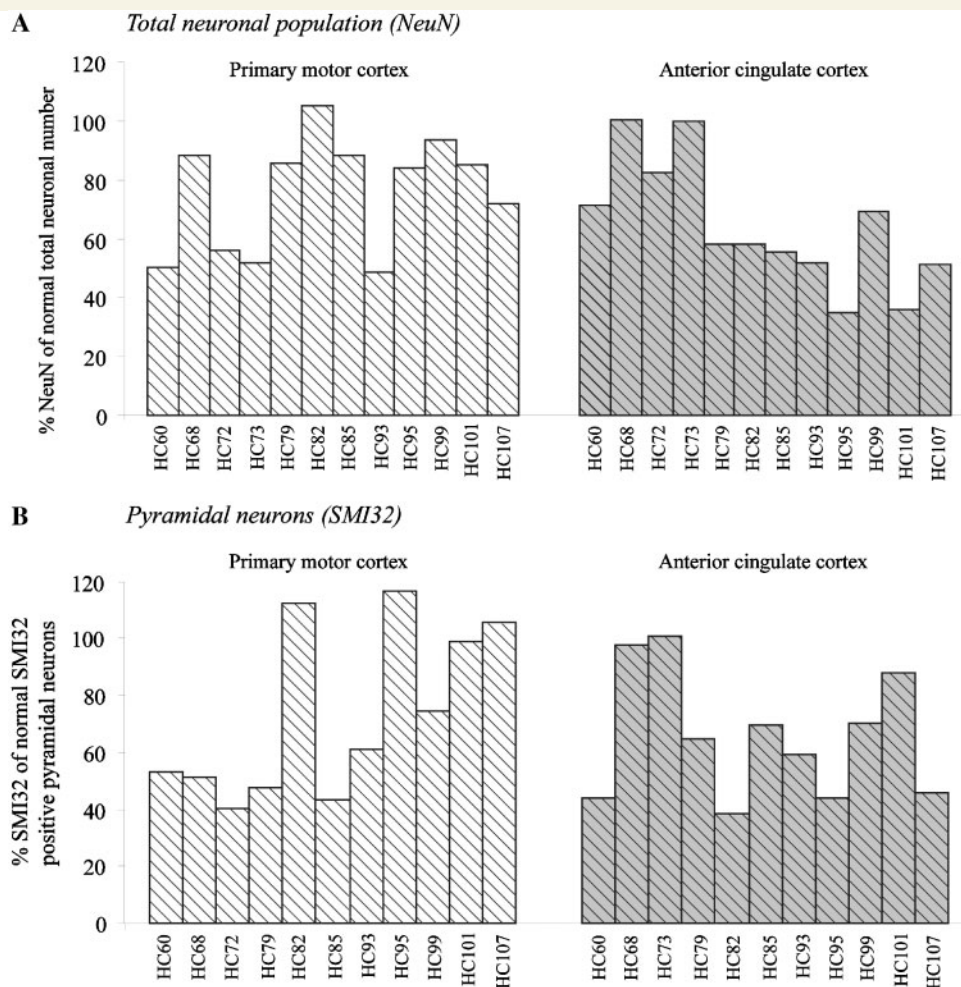 A Total neuronal population (NeuN)
Primary motor cortex
Anterior cingulate cortex
% NeuN of normal total neuronal number
120
100
80
60
40
20
0
HC60 HC68 HC72 HC73 HC79 HC82 HC85 HC93 HC95 HC99 HC101 HC107
HC60 HC68 HC72 HC73 HC79 HC82 HC85 HC93 HC95 HC99 HC101 HC107
B Pyramidal neurons (SMI32)
Primary motor cortex
Anterior cingulate cortex
% SMI32 of normal SMI32
positive pyramidal neurons
120
100
80
60
40
20
0
HC60 HC68 HC72 HC79 HC82 HC85 HC93 HC95 HC99 HC101 HC107
HC60 HC68 HC73 HC79 HC82 HC85 HC93 HC95 HC99 HC101 HC107